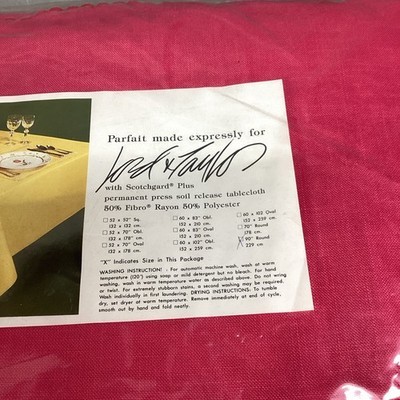 Parfait made expressly for
Lord & Taylor
with Scotchgard® Plus
permanent press soil release tablecloth
50% Fibro® Rayon 50% Polyester
☐ 52 x 52" Sq. ☐ 60 x 83" Obl. ☐ 60 x 102 Oval
132 x 132 cm. 152 x 210 cm. 152 x 259 cm.
☐ 52 x 70" Obl. ☐ 60 x 83" Oval ☐ 70" Round
132 x 178" cm. 152 x 210 cm. 178 cm.
☐ 52 x 70" Oval ☐ 60 x 102" Obl. X 90" Round
132 x 178 cm. 152 x 259 cm. 229 cm
"X" Indicates Size in This Package
WASHING INSTRUCTION: - For automatic machine wash, wash at warm
temperature (120°) using soap or mild detergent but no bleach. For hand
washing, wash in warm temperature water as described above. Do not wring
or twist. For extremely stubborn stains, a second washing may be required.
Wash individually in first laundering. DRYING INSTRUCTIONS: To tumble
dry, set dryer at warm temperature. Remove immediately at end of cycle,
smooth out by hand and fold neatly.